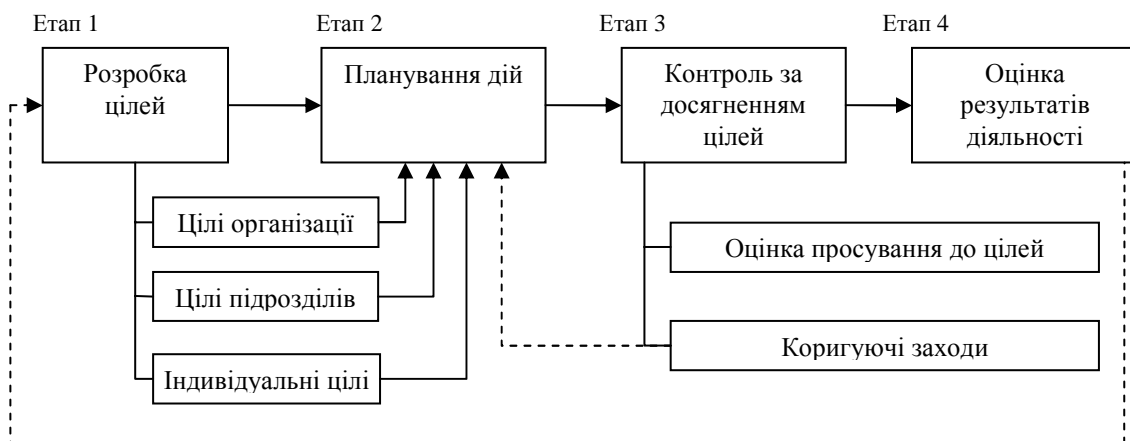 Етап 1
Етап 2
Етап 3
Етап 4
Розробка
цілей
Планування дій
Контроль за
досягненням
цілей
Оцінка
результатів
діяльності
Цілі організації
Цілі підрозділів
Індивідуальні цілі
Оцінка просування до цілей
Коригуючі заходи